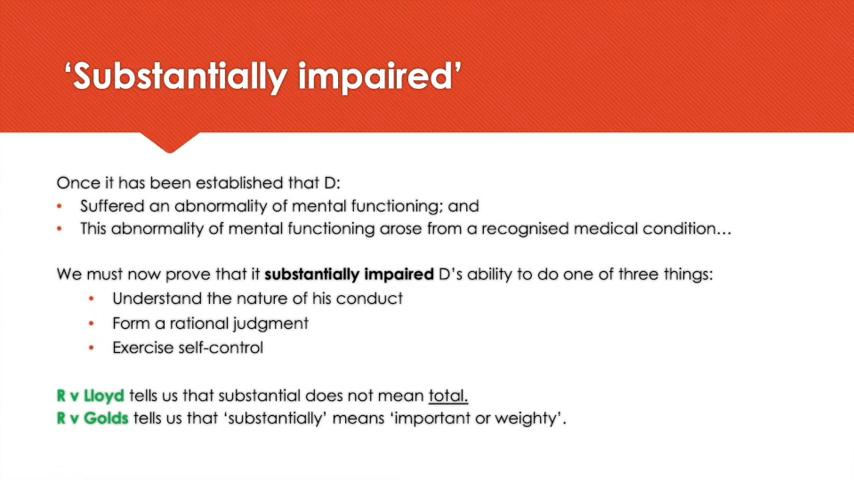 ‘Substantially impaired’
Once it has been established that D:
• Suffered an abnormality of mental functioning; and
• This abnormality of mental functioning arose from a recognised medical condition…
We must now prove that it substantially impaired D’s ability to do one of three things:
• Understand the nature of his conduct
• Form a rational judgment
• Exercise self-control
R v Lloyd tells us that substantial does not mean total.
R v Golds tells us that ‘substantially’ means ‘important or weighty’.